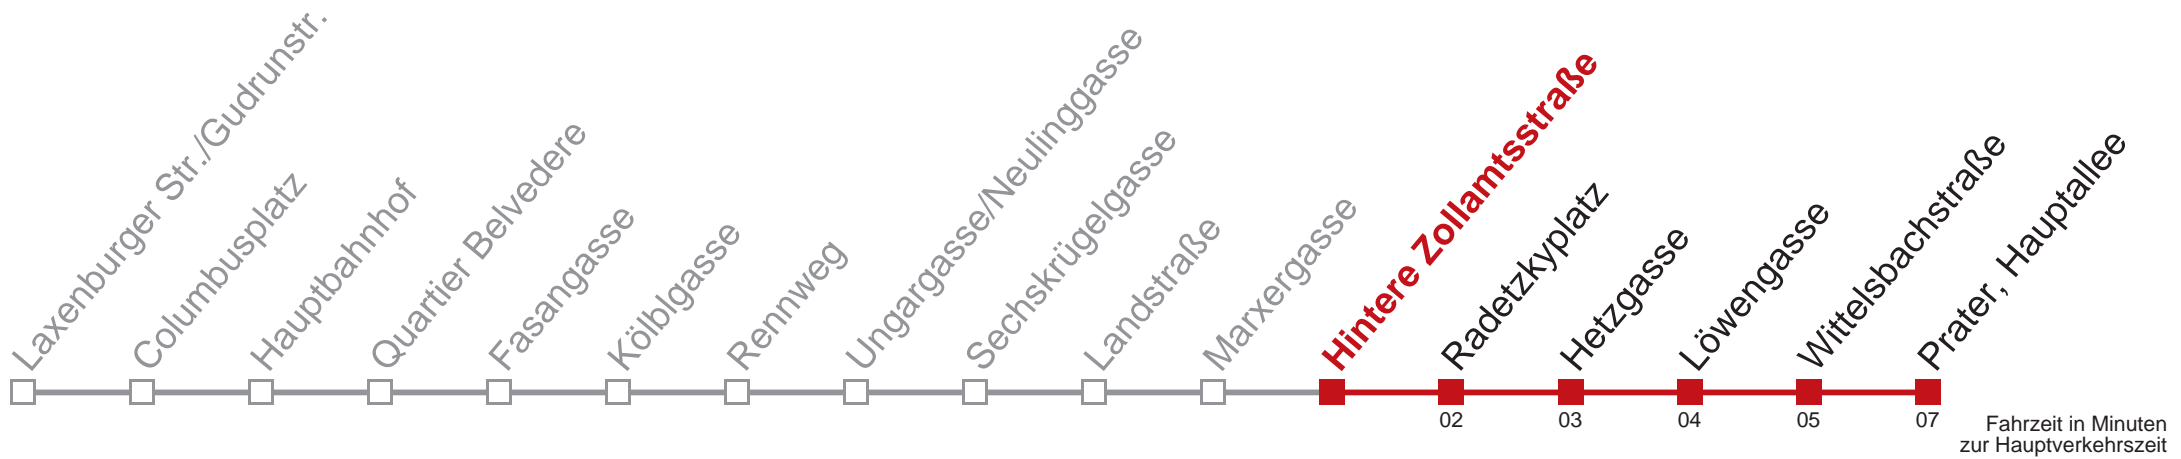 Laxenburger Str./Gudrunstr.
Columbusplatz
Hauptbahnhof
Quartier Belvedere
Fasangasse
Kölblgasse
Rennweg
Ungargasse/Neulinggasse
Sechskrügelgasse
Landstraße
Marxergasse
Hintere Zollamtsstraße
Radetzkyplatz
Hetzgasse
Löwengasse
Wittelsbachstraße
Prater, Hauptallee
02
03
04
05
07
Fahrzeit in Minuten
zur Hauptverkehrszeit